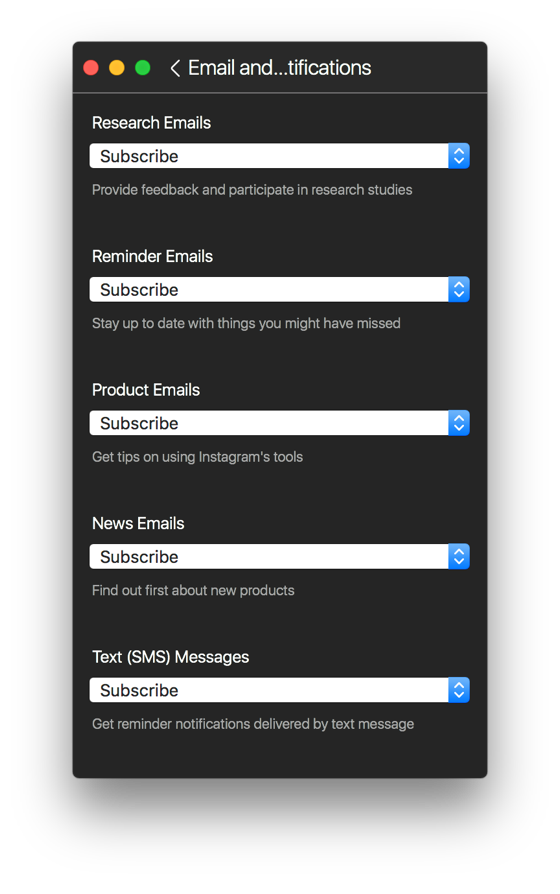 Email and...tifications
Research Emails
Subscribe
Provide feedback and participate in research studies
Reminder Emails
Subscribe
Stay up to date with things you might have missed
Product Emails
Subscribe
Get tips on using Instagram's tools
News Emails
Subscribe
Find out first about new products
Text (SMS) Messages
Subscribe
Get reminder notifications delivered by text message